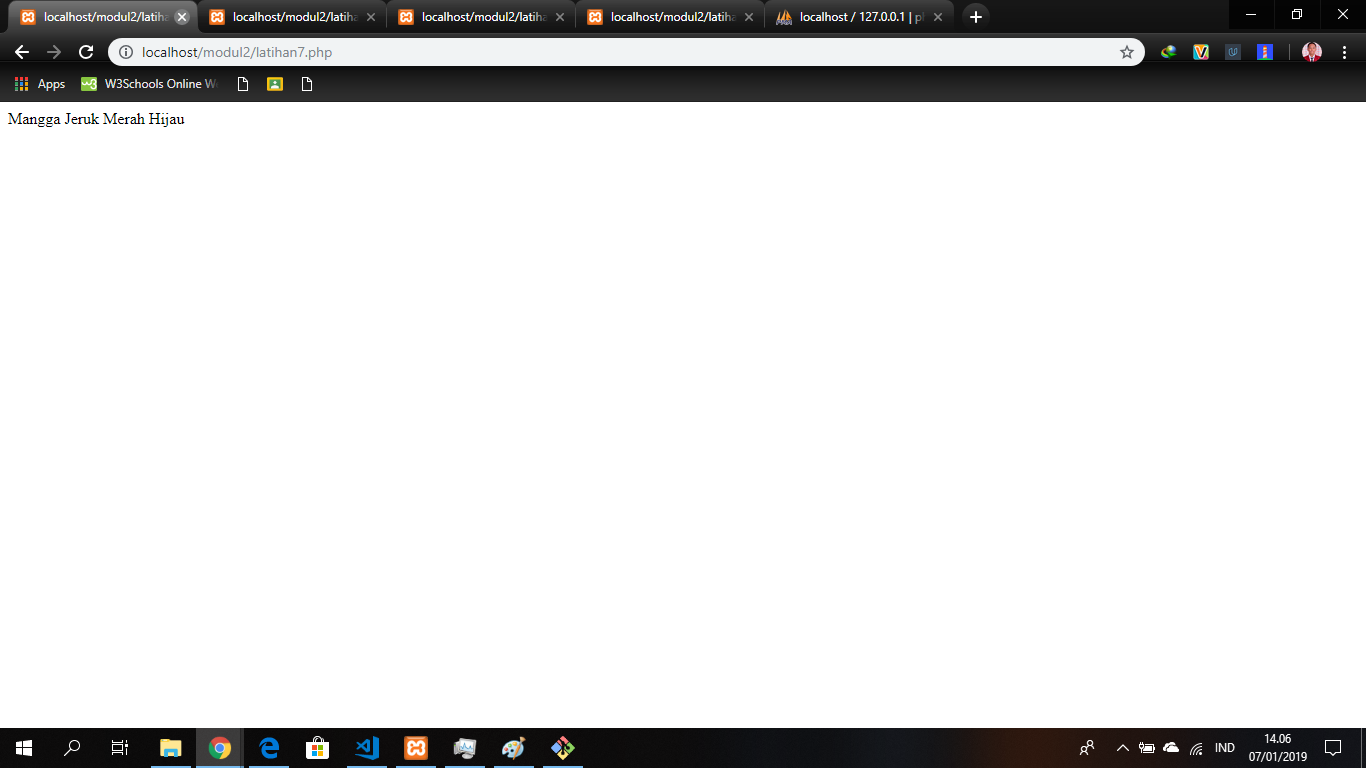 localhost/modul2/latiha
localhost/modul2/latiha
localhost/modul2/latiha
localhost/modul2/latiha
localhost / 127.0.0.1 | p
localhost/modul2/latihan7.php
Apps
W3Schools Online W
Mangga Jeruk Merah Hijau
IND
14.06
07/01/2019